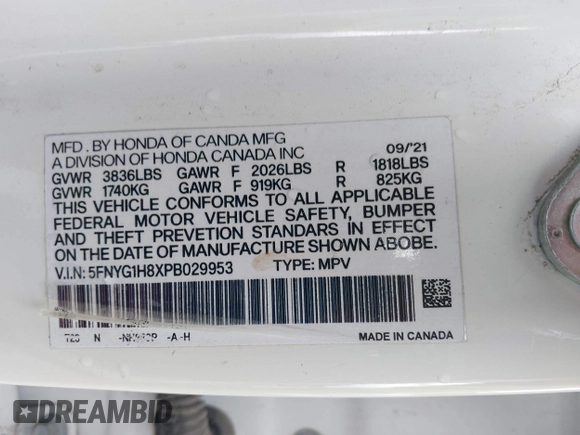 MFD . BY HONDA OF CANDA MFG
A DIVISION OF HONDA CANADA INC 09/'21
GVWR 3836LBS GAWR F 2026LBS R 1818LBS
GVWR 1740KG GAWR F 919KG R 825KG
THIS VEHICLE CONFORMS TO ALL APPLICABLE
FEDERAL MOTOR VEHICLE SAFETY, BUMPER
AND THEFT PREVETION STANDARS IN EFFECT
ON THE DATE OF MANUFACTURE SHOWN ABOBE.
V.I.N: 5FNYG1H8XPB029953 TYPE: MPV
N -A-H MADE IN CANADA
DREAMBID